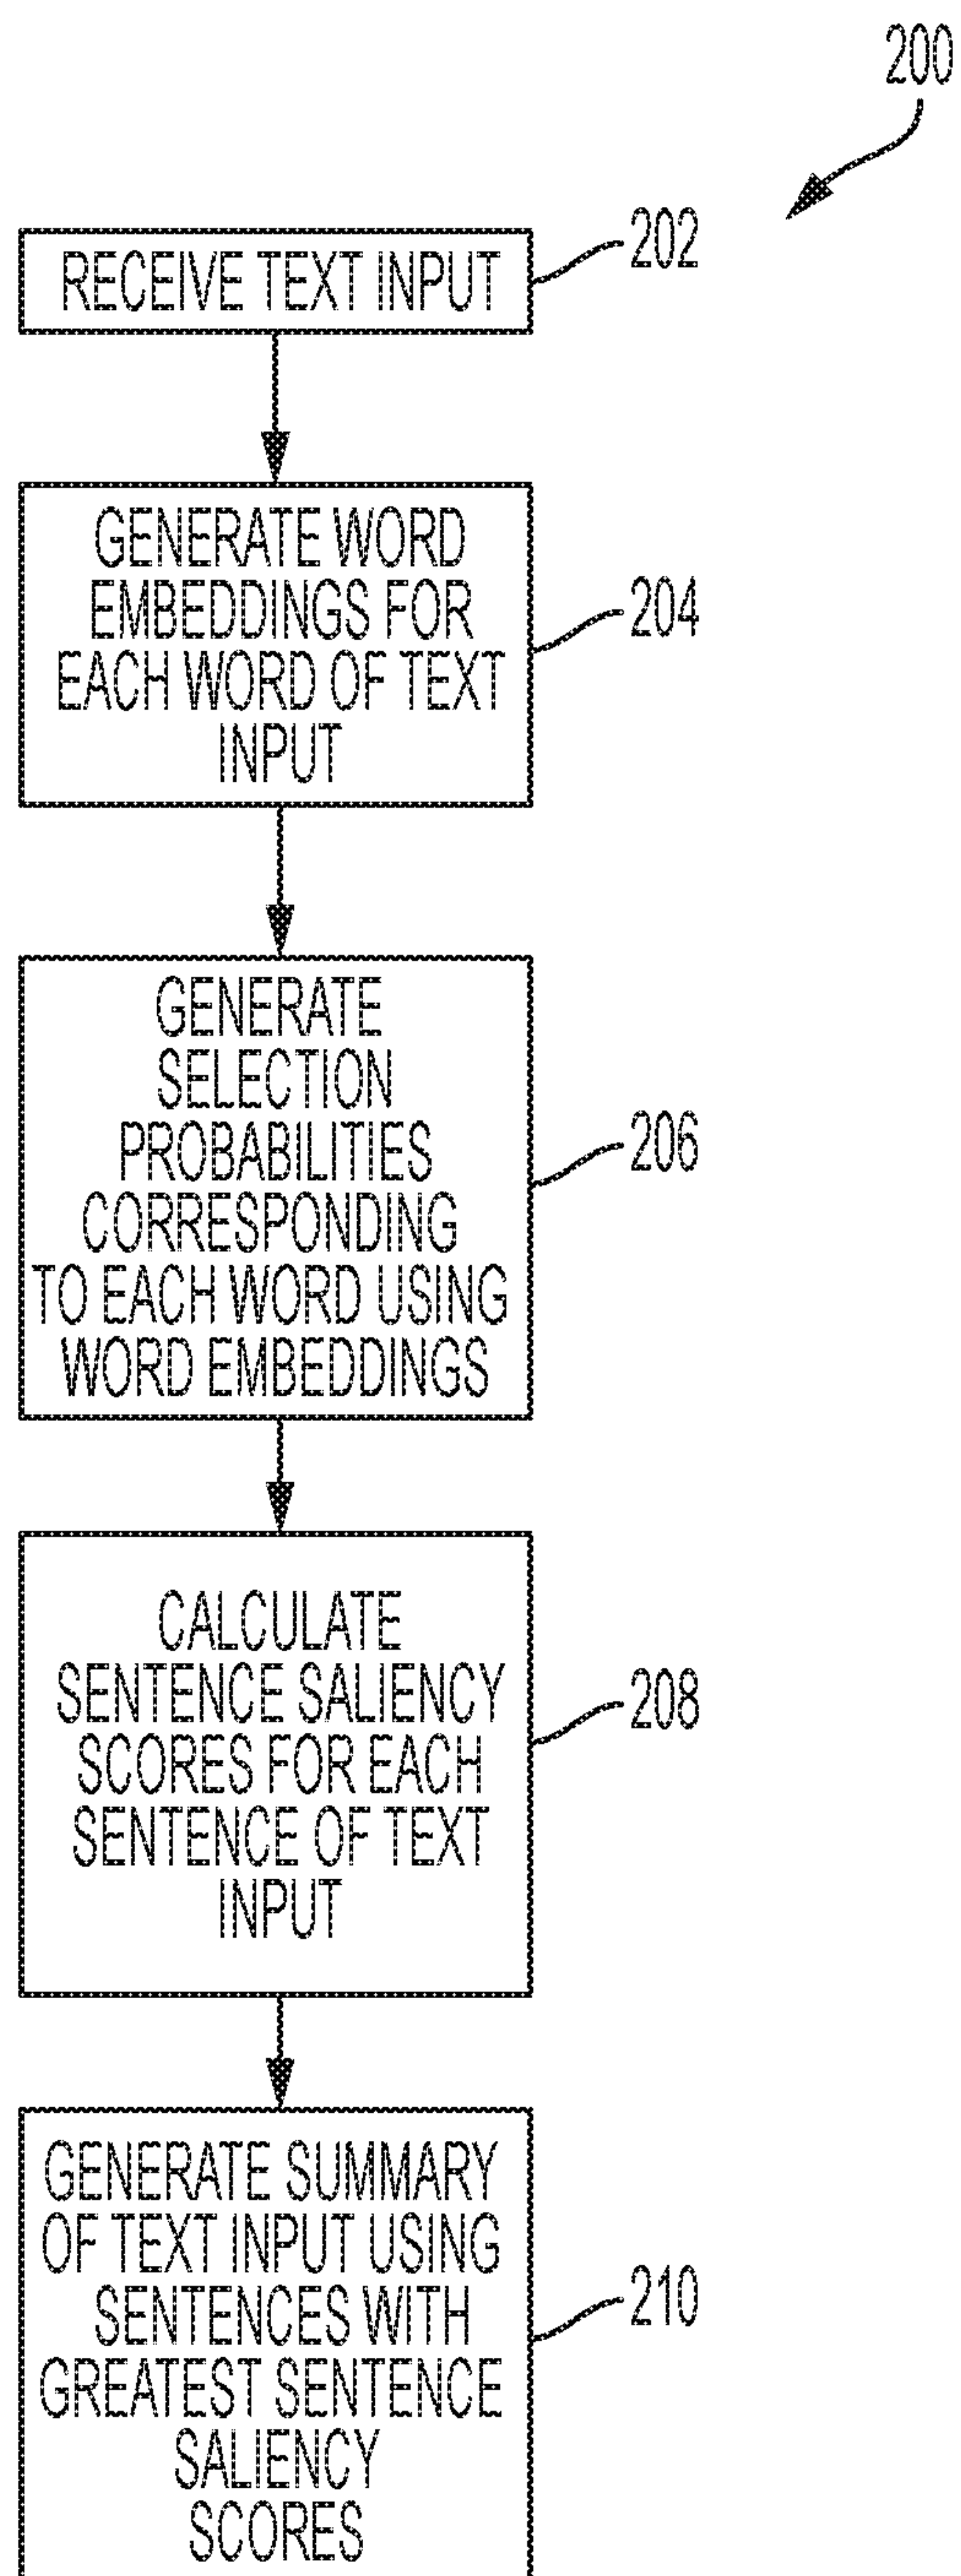 200
RECEIVE TEXT INPUT
202
GENERATE WORD
EMBEDDINGS FOR
EACH WORD OF TEXT
INPUT
204
GENERATE
SELECTION
PROBABILITIES
CORRESPONDING
TO EACH WORD USING
WORD EMBEDDINGS
206
CALCULATE
SENTENCE SALIENCY
SCORES FOR EACH
SENTENCE OF TEXT
INPUT
208
GENERATE SUMMARY
OF TEXT INPUT USING
SENTENCES WITH
GREATEST SENTENCE
SALIENCY
SCORES
210